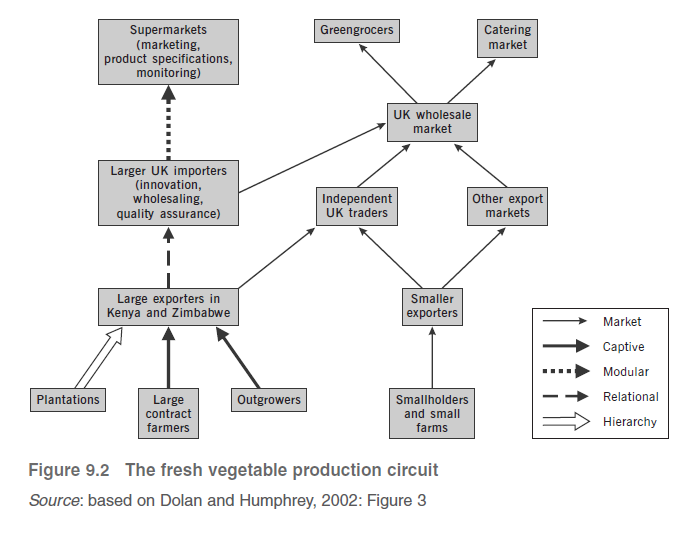 Supermarkets
(marketing,
product specifications,
monitoring)
Greengrocers
Catering
market
UK wholesale
market
Larger UK importers
(innovation,
wholesaling,
quality assurance)
Independent
UK traders
Other export
markets
Large exporters in
Kenya and Zimbabwe
Smaller
exporters
Plantations
Large
contract
farmers
Outgrowers
Smallholders
and small
farms
Market
Captive
Modular
Relational
Hierarchy
Figure 9.2 The fresh vegetable production circuit
Source: based on Dolan and Humphrey, 2002: Figure 3